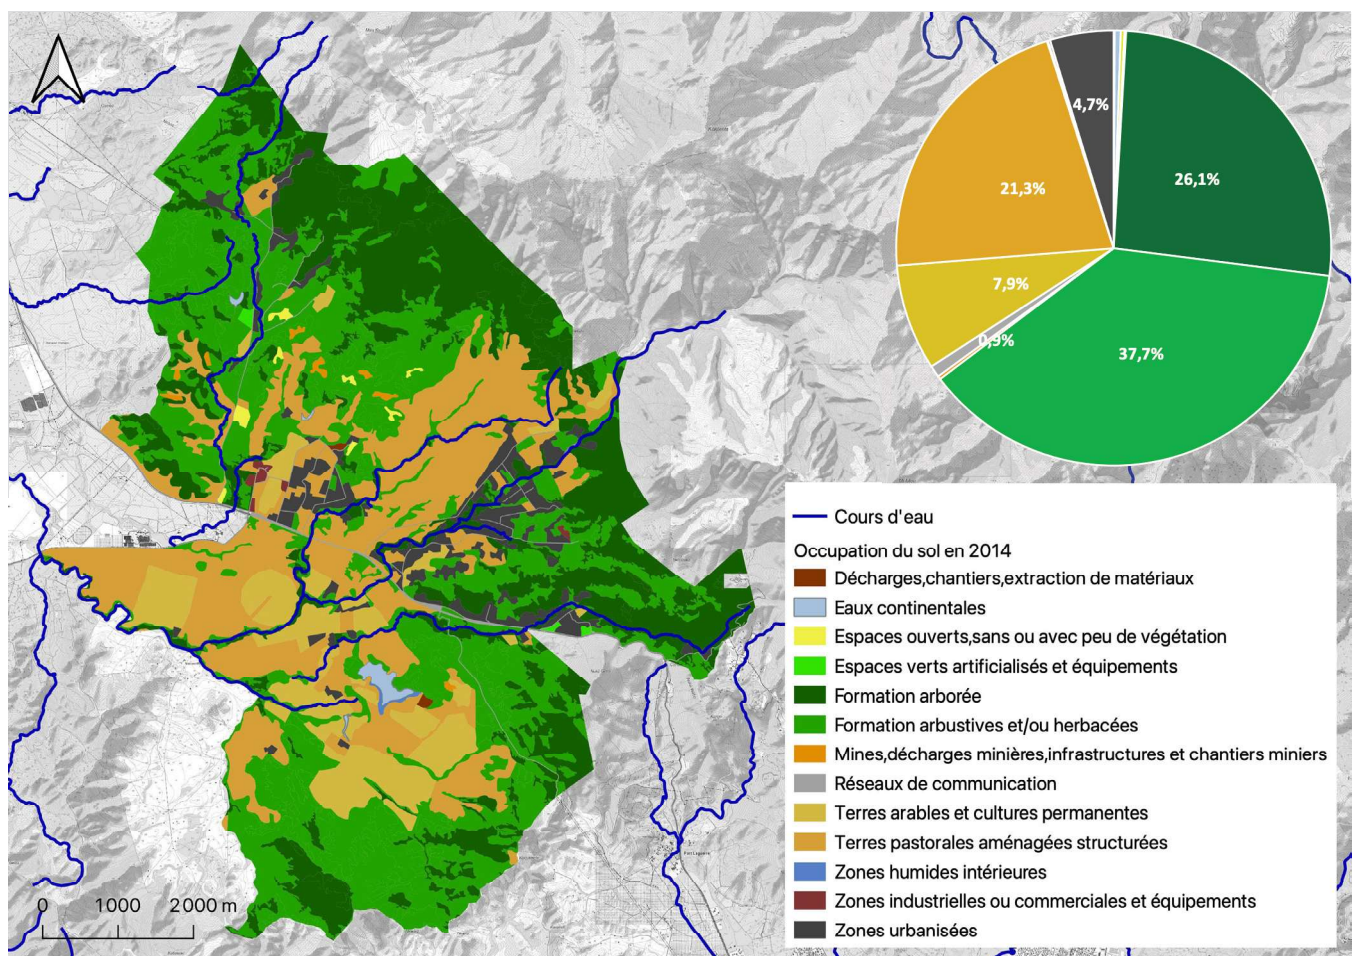 4,7%
26,1%
21,3%
7,9%
0,9%
37,7%
Cours d'eau
Occupation du sol en 2014
Décharges,chantiers,extraction de matériaux
Eaux continentales
Espaces ouverts,sans ou avec peu de végétation
Espaces verts artificialisés et équipements
Formation arborée
Formation arbustives et/ou herbacées
Mines,décharges minières,infrastructures et chantiers miniers
Réseaux de communication
Terres arables et cultures permanentes
Terres pastorales aménagées structurées
Zones humides intérieures
Zones industrielles ou commerciales et équipements
Zones urbanisées
0 1000 2000 m